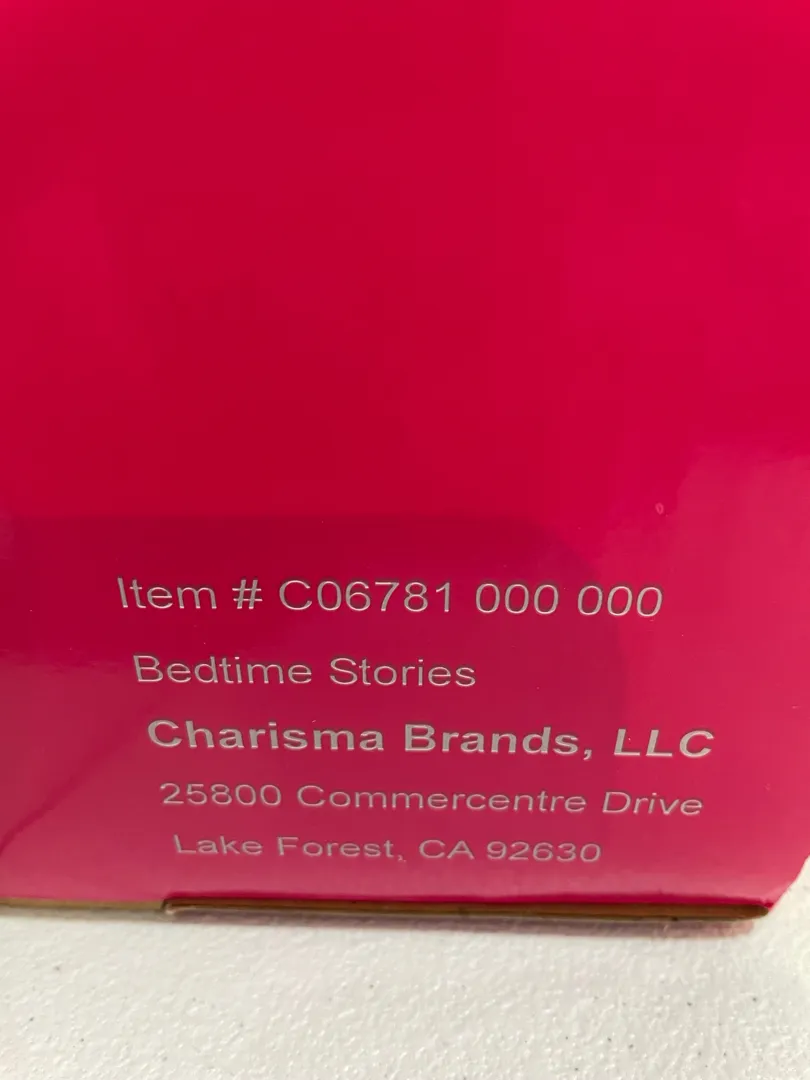 Item # C06781 000 000
Bedtime Stories
Charisma Brands, LLC
25800 Commercentre Drive
Lake Forest, CA 92630